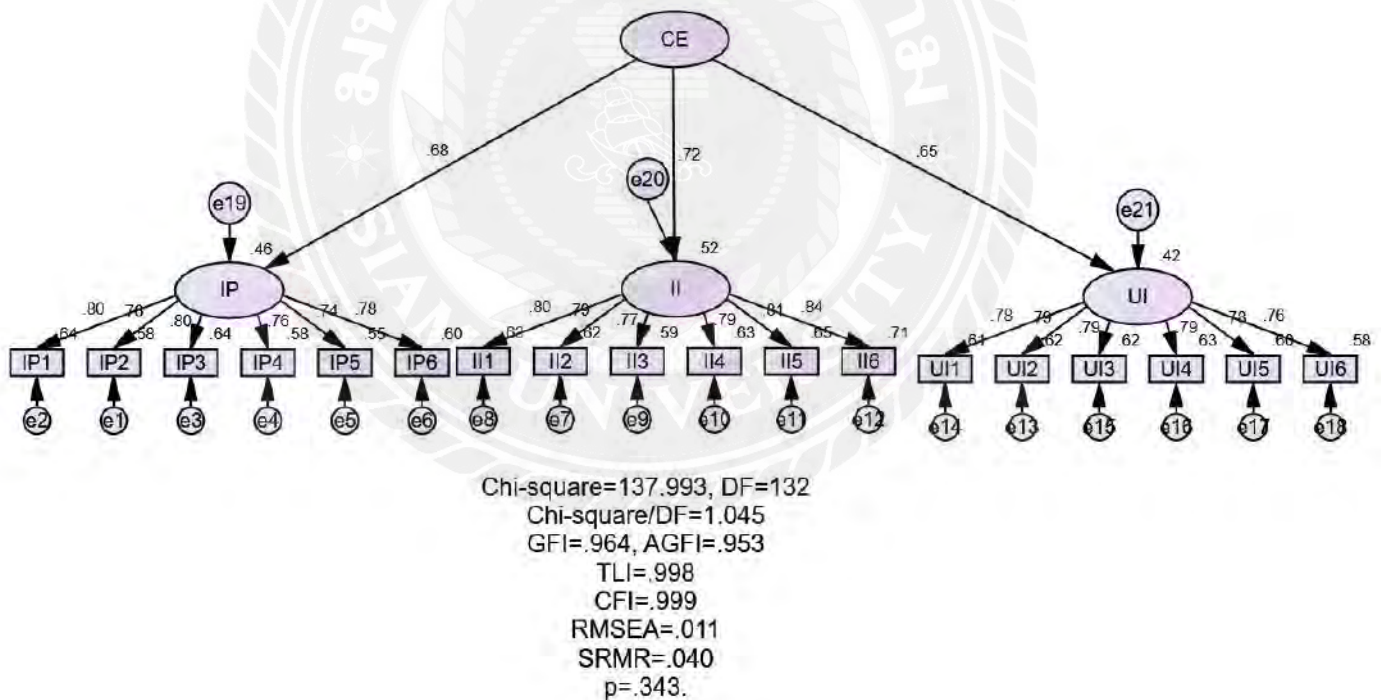 CE
.68
.72
.65
e19
e20
e21
.46
.52
.42
IP
II
UI
.80 .76 .80 .76 .74 .78
.80 .79 .77 .79 .81 .84
.78 .79 .79 .79 .76
.64 .58 .64 .58 .55 .60
.62 .59 .63 .65 .71
.61 .62 .62 .63 .60 .58
IP1 IP2 IP3 IP4 IP5 IP6 II1 II2 II3 II4 II5 II6 UI1 UI2 UI3 UI4 UI5 UI6
e2 e1 e3 e4 e5 e6 e8 e7 e9 e10 e11 e12 e14 e13 e15 e16 e17 e18
SIAM UNIVERSITY
Chi-square=137.993, DF=132
Chi-square/DF=1.045
GFI=.964, AGFI=.953
TLI=.998
CFI=.999
RMSEA=.011
SRMR=.040
p=.343.